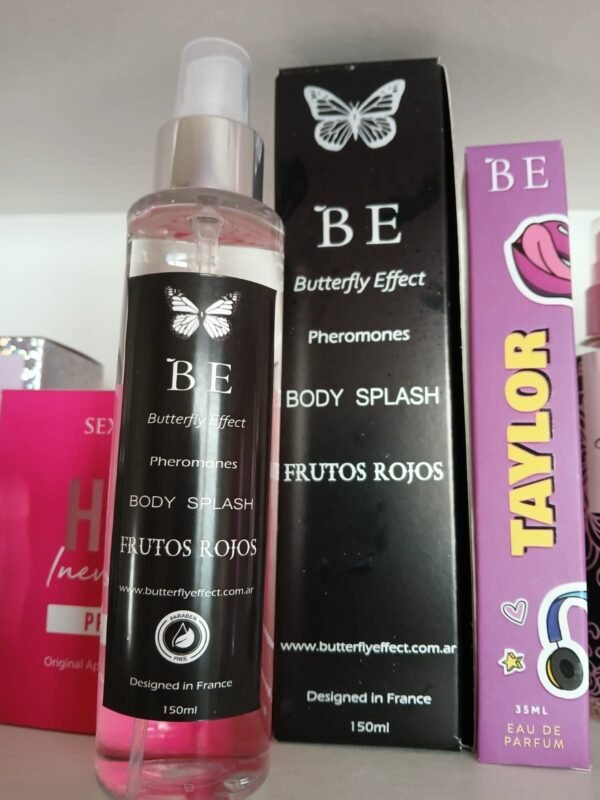 BE
Butterfly Effect
Pheromones
BODY SPLASH
FRUTOS ROJOS
www.butterflyeffect.com.ar
PARABEN
FREE
Designed in France
150ml
BE
Butterfly Effect
Pheromones
BODY SPLASH
FRUTOS ROJOS
www.butterflyeffect.com.ar
Designed in France
150ml
BE
TAYLOR
35ML
EAU DE
PARFUM
Original